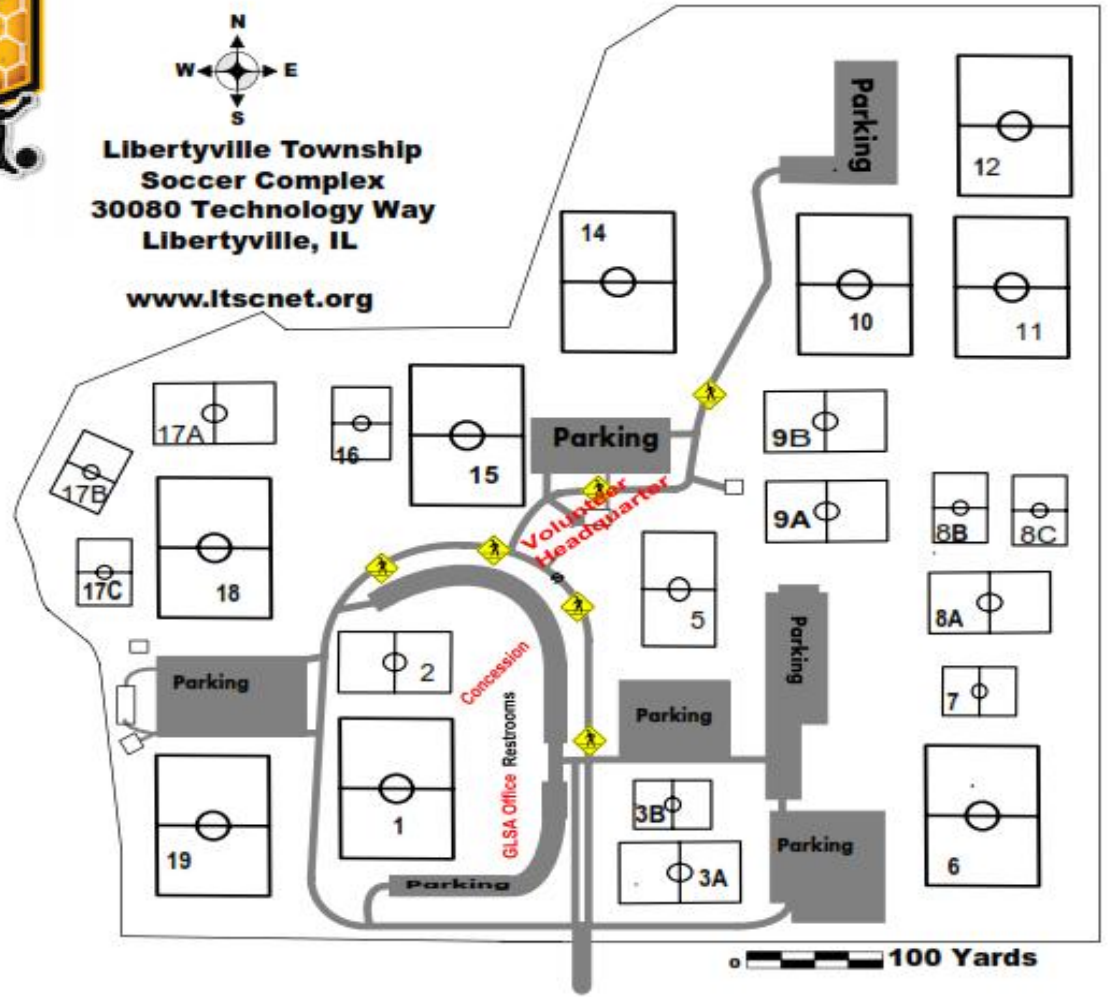 N
W E
S
Libertyville Township
Soccer Complex
30080 Technology Way
Libertyville, IL
www.ltscnet.org
Parking
12
14
10
11
17A
16
15
Parking
9B
17B
Volunteer
Headquarter
9A
8B
8C
17C
18
5
8A
2
Concession
Parking
Parking
Parking
7
Restrooms
GLSA Office
1
3B
Parking
6
19
Parking
3A
0 100 Yards